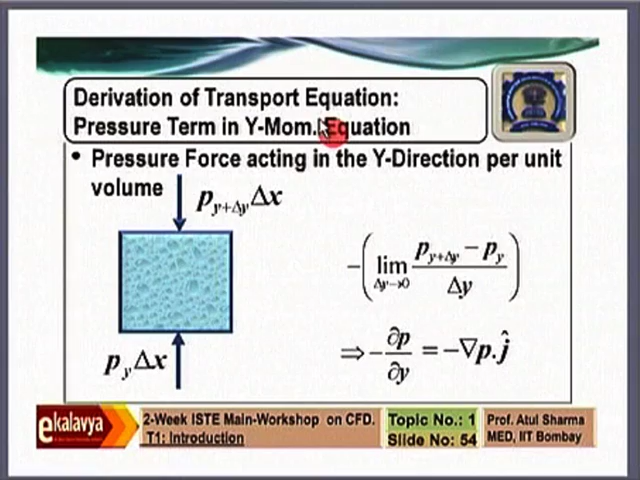 Derivation of Transport Equation:
Pressure Term in Y-Mom. Equation
• Pressure Force acting in the Y-Direction per unit
volume
p_{y+Δy}Δx
-(lim_{Δy→0} (p_{y+Δy} - p_y)/Δy)
p_yΔx
⇒ -∂p/∂y = -∇p.ĵ
ekalavya
2-Week ISTE Main-Workshop on CFD.
T1: Introduction
Topic No.: 1
Slide No: 54
Prof. Atul Sharma
MED, IIT Bombay